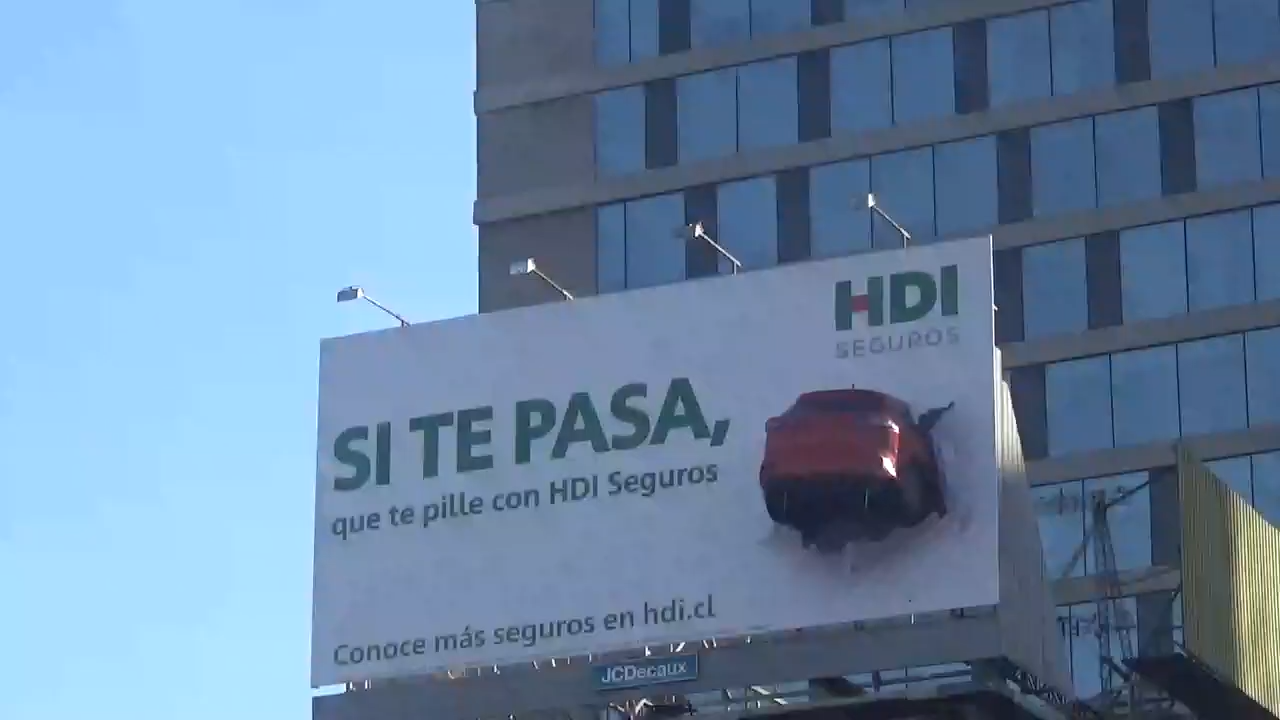 HDI
SEGUROS
SI TE PASA,
que te pille con HDI Seguros
Conoce más seguros en hdi.cl
JCDecaux